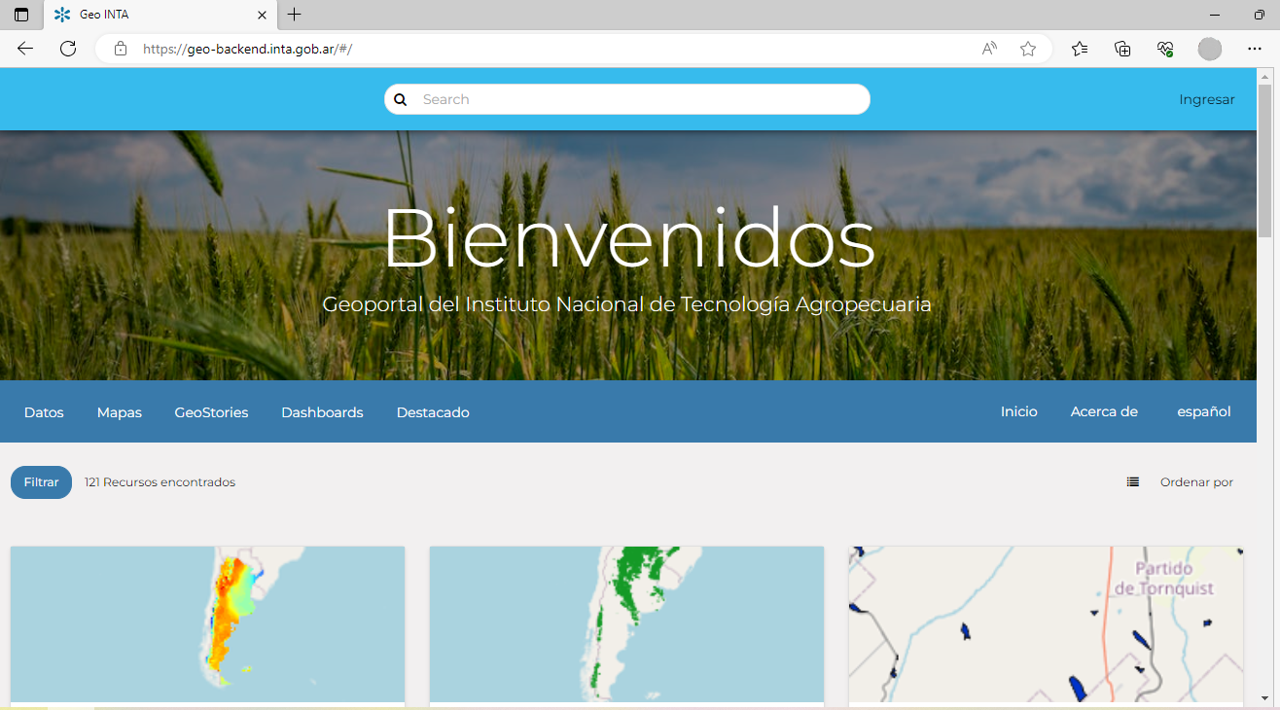 Geo INTA
https://geo-backend.inta.gob.ar/#/
Search
Ingresar
Bienvenidos
Geoportal del Instituto Nacional de Tecnología Agropecuaria
Datos Mapas GeoStories Dashboards Destacado Inicio Acerca de español
Filtrar 121 Recursos encontrados Ordenar por
Partido
de Tornquist